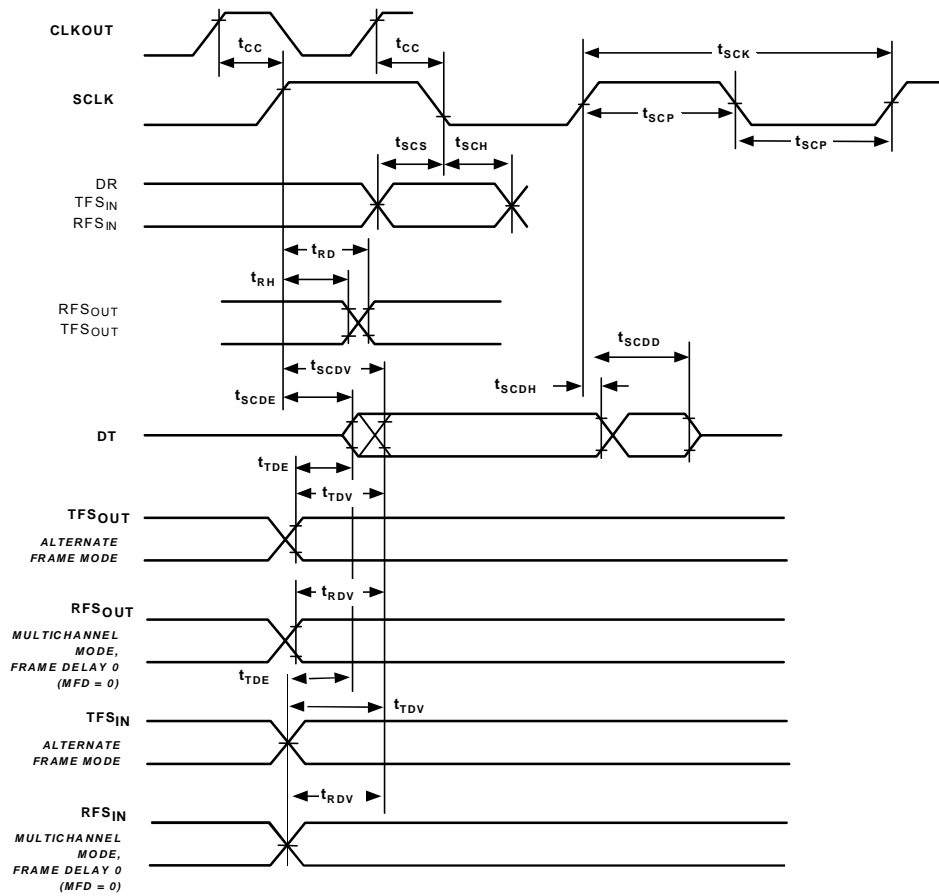 CLKOUT
tCC
tCC
tSCK
SCLK
tSCP
tSCP
tSCS
tSCH
DR
TFSIN
RFSIN
tRD
tRH
RFSOUT
TFSOUT
tSCDV
tSCDE
tSCDD
tSCDH
DT
tTDE
tTDV
TFSOUT
ALTERNATE
FRAME MODE
tRDV
RFSOUT
MULTICHANNEL
MODE,
FRAME DELAY 0
(MFD = 0)
tTDE
tTDV
TFSIN
ALTERNATE
FRAME MODE
tRDV
RFSIN
MULTICHANNEL
MODE,
FRAME DELAY 0
(MFD = 0)